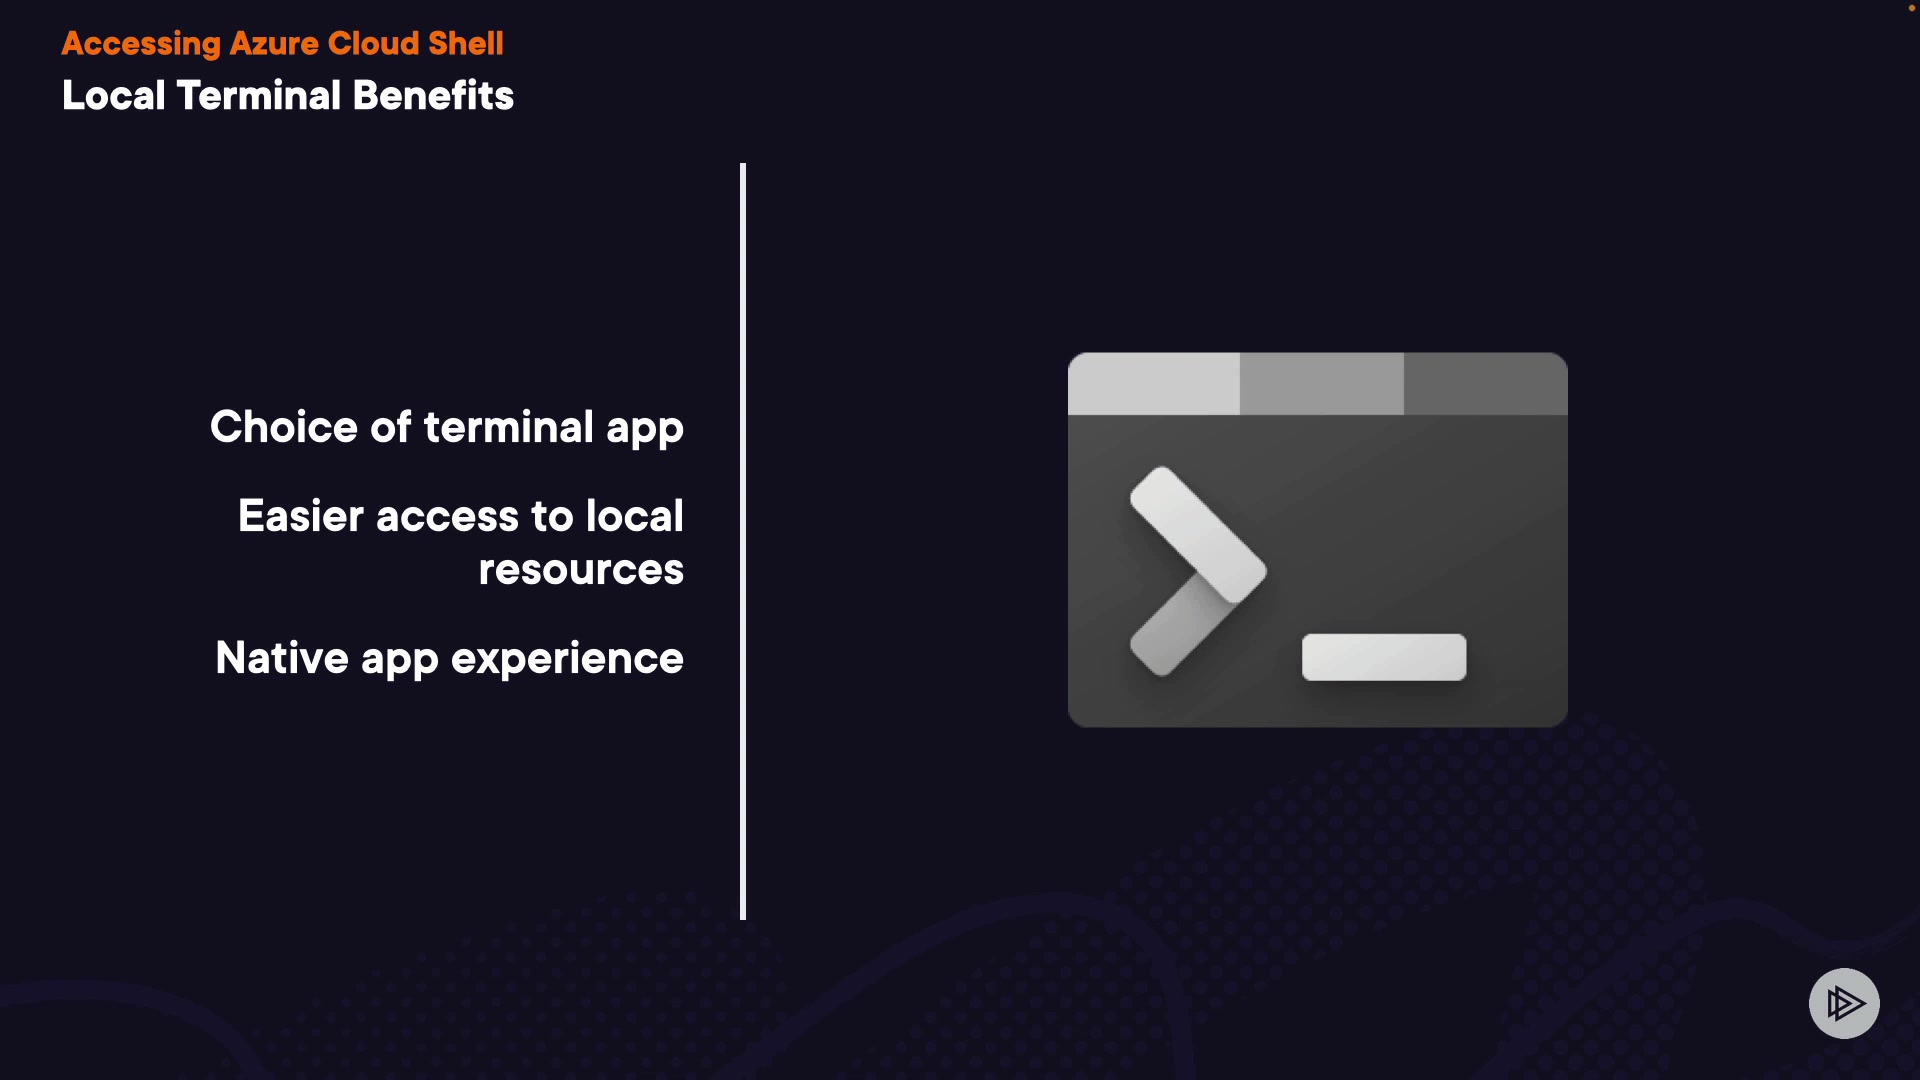 Accessing Azure Cloud Shell
Local Terminal Benefits
Choice of terminal app
Easier access to local
resources
Native app experience